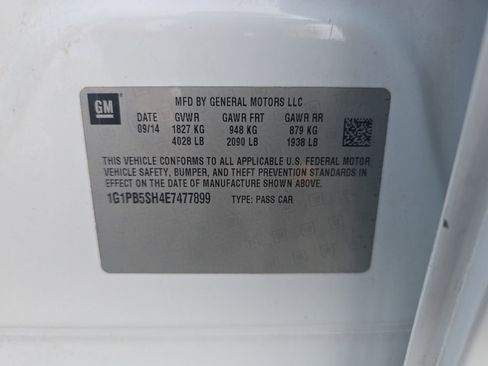 GM
MFD BY GENERAL MOTORS LLC
DATE GVWR GAWR FRT GAWR RR
09/14 1827 KG 948 KG 879 KG
4028 LB 2090 LB 1938 LB
THIS VEHICLE CONFORMS TO ALL APPLICABLE U.S. FEDERAL MOTOR
VEHICLE SAFETY, BUMPER, AND THEFT PREVENTION STANDARDS IN
EFFECT ON THE DATE OF MANUFACTURE SHOWN ABOVE.
1G1PB5SH4E7477899 TYPE: PASS CAR